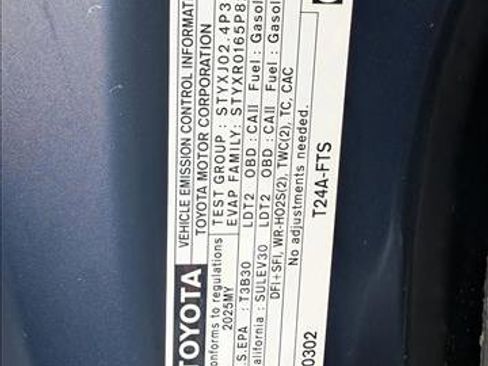 TOYOTA
VEHICLE EMISSION CONTROL INFORMAT
TOYOTA MOTOR CORPORATION
onforms to regulations
2025MY
TEST GROUP : STYXJ02.4P3
EVAP FAMILY: STYXR0165P8
.S.EPA : T3B30 LDT2 OBD : CAII Fuel : Gasol
alifornia : SULEV30 LDT2 OBD : CAII Fuel : Gasol
DFI+SFI, WR-HO2S(2), TWC(2), TC, CAC
No adjustments needed.
0302 T24A-FTS